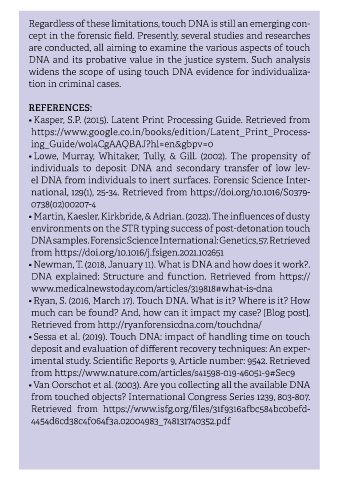 Regardless of these limitations, touch DNA is still an emerging con-
cept in the forensic field. Presently, several studies and researches
are conducted, all aiming to examine the various aspects of touch
DNA and its probative value in the justice system. Such analysis
widens the scope of using touch DNA evidence for individualiza-
tion in criminal cases.
REFERENCES:
• Kasper, S.P. (2015). Latent Print Processing Guide. Retrieved from
https://www.google.co.in/books/edition/Latent_Print_Process-
ing_Guide/wol4CgAAQBAJ?hl=en&gbpv=0
• Lowe, Murray, Whitaker, Tully, & Gill. (2002). The propensity of
individuals to deposit DNA and secondary transfer of low lev-
el DNA from individuals to inert surfaces. Forensic Science Inter-
national, 129(1), 25-34. Retrieved from https://doi.org/10.1016/S0379-
0738(02)00207-4
• Martin, Kaesler, Kirkbride, & Adrian. (2022). The influences of dusty
environments on the STR typing success of post-detonation touch
DNA samples. Forensic Science International: Genetics, 57. Retrieved
from https://doi.org/10.1016/j.fsigen.2021.102651
• Newman, T. (2018, January 11). What is DNA and how does it work?.
DNA explained: Structure and function. Retrieved from https://
www.medicalnewstoday.com/articles/319818#what-is-dna
• Ryan, S. (2016, March 17). Touch DNA. What is it? Where is it? How
much can be found? And, how can it impact my case? [Blog post].
Retrieved from http://ryanforensicdna.com/touchdna/
• Sessa et al. (2019). Touch DNA: impact of handling time on touch
deposit and evaluation of different recovery techniques: An exper-
imental study. Scientific Reports 9, Article number: 9542. Retrieved
from https://www.nature.com/articles/s41598-019-46051-9#Sec9
• Van Oorschot et al. (2003). Are you collecting all the available DNA
from touched objects? International Congress Series 1239, 803-807.
Retrieved from https://www.isfg.org/files/31f9316afbc584bc0befd-
4454d6cd38c4f064f3a.02004983_748131740352.pdf